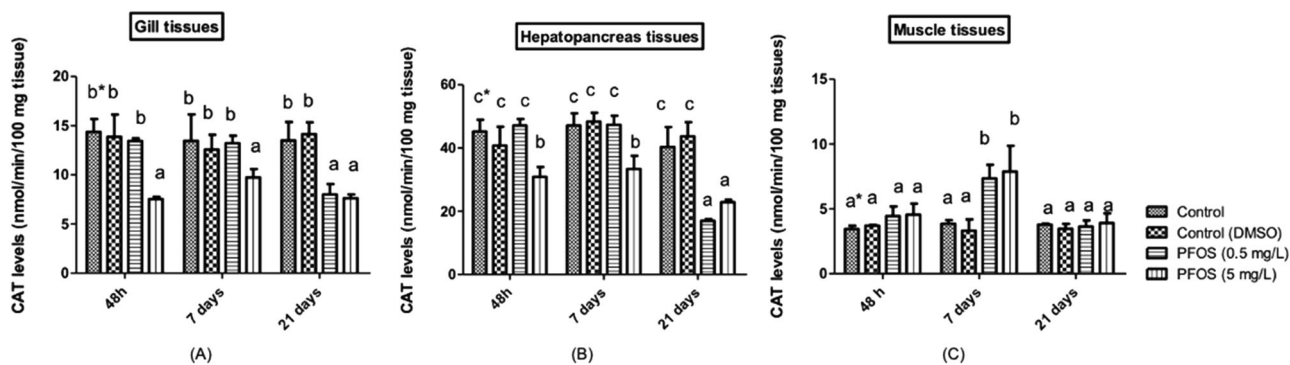 Gill tissues
CAT levels (nmol/min/100 mg tissue)
20
15
10
5
0
b* b b a
b b b a
b b a a
48h
7 days
21 days
(A)
Hepatopancreas tissues
CAT levels (nmol/min/100 mg tissue)
60
40
20
0
c* c c b
c c c b
c c a a
48h
7 days
21 days
(B)
Muscle tissues
CAT levels (nmol/min/100 mg tissues)
15
10
5
0
a* a a a
a a b b
a a a a
48 h
7 days
21 days
(C)
Control
Control (DMSO)
PFOS (0.5 mg/L)
PFOS (5 mg/L)